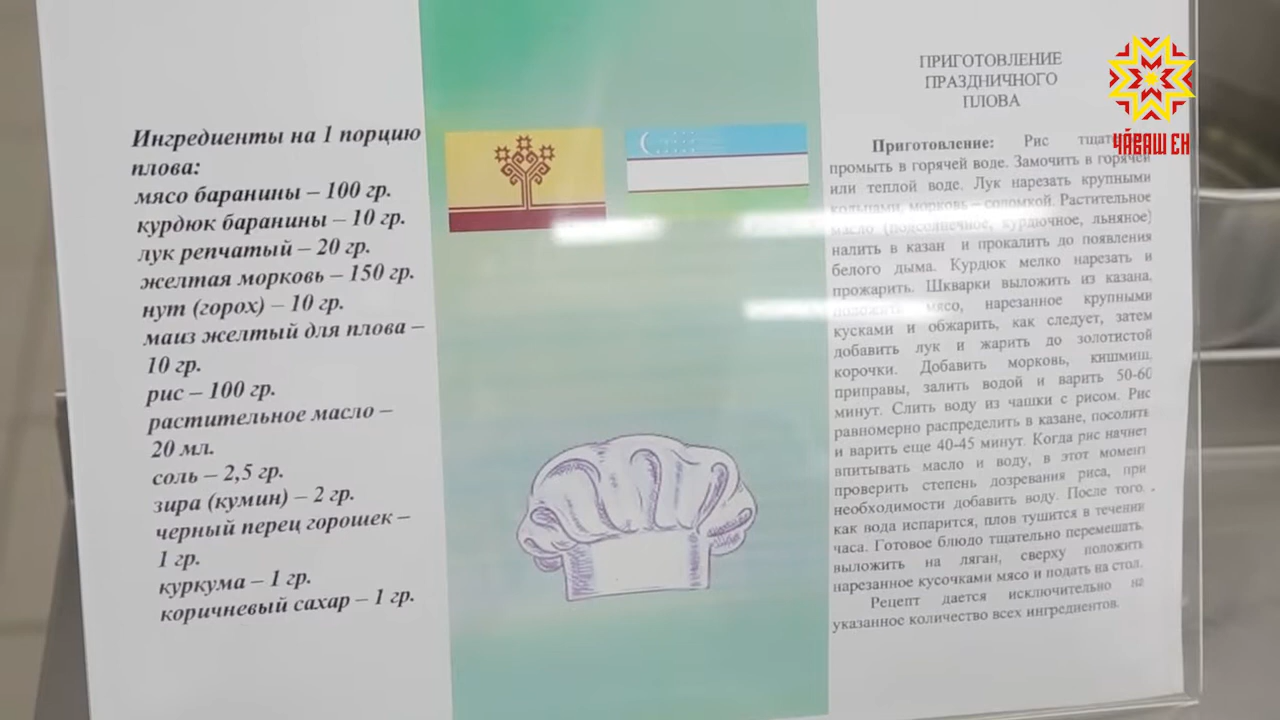 Ингредиенты на 1 порцию
плова:
мясо баранины – 100 гр.
курдюк баранины – 10 гр.
лук репчатый – 20 гр.
желтая морковь – 150 гр.
нут (горох) – 10 гр.
маиз желтый для плова –
10 гр.
рис – 100 гр.
растительное масло –
20 мл.
соль – 2,5 гр.
зира (кумин) – 2 гр.
черный перец горошек –
1 гр.
куркума – 1 гр.
коричневый сахар – 1 гр.
ПРИГОТОВЛЕНИЕ
ПРАЗДНИЧНОГО
ПЛОВА
Приготовление: Рис
промыть в горячей воде. Замочить в горячей
или теплой воде. Лук нарезать крупными
кольцами, морковь – соломкой. Растительное
масло (подсолнечное, курдючное, льняное)
налить в казан и прокалить до появления
белого дыма. Курдюк мелко нарезать и
прожарить. Шкварки выложить из казана,
положить мясо, нарезанное крупными
кусками и обжарить, как следует, затем
добавить лук и жарить до золотистой
корочки. Добавить морковь, кишмиш,
приправы, залить водой и варить 50-60
минут. Слить воду из чашки с рисом. Рис
равномерно распределить в казане, посолить
и варить еще 40-45 минут. Когда рис начнет
впитывать масло и воду, в этот момент
проверить степень дозревания риса, при
необходимости добавить воду. После того,
как вода испарится, плов тушится в течении
часа. Готовое блюдо тщательно перемешать,
выложить на ляган, сверху положить
нарезанное кусочками мясо и подать на стол.
Рецепт дается исключительно на
указанное количество всех ингредиентов.
ЧӐВАШ ЕН